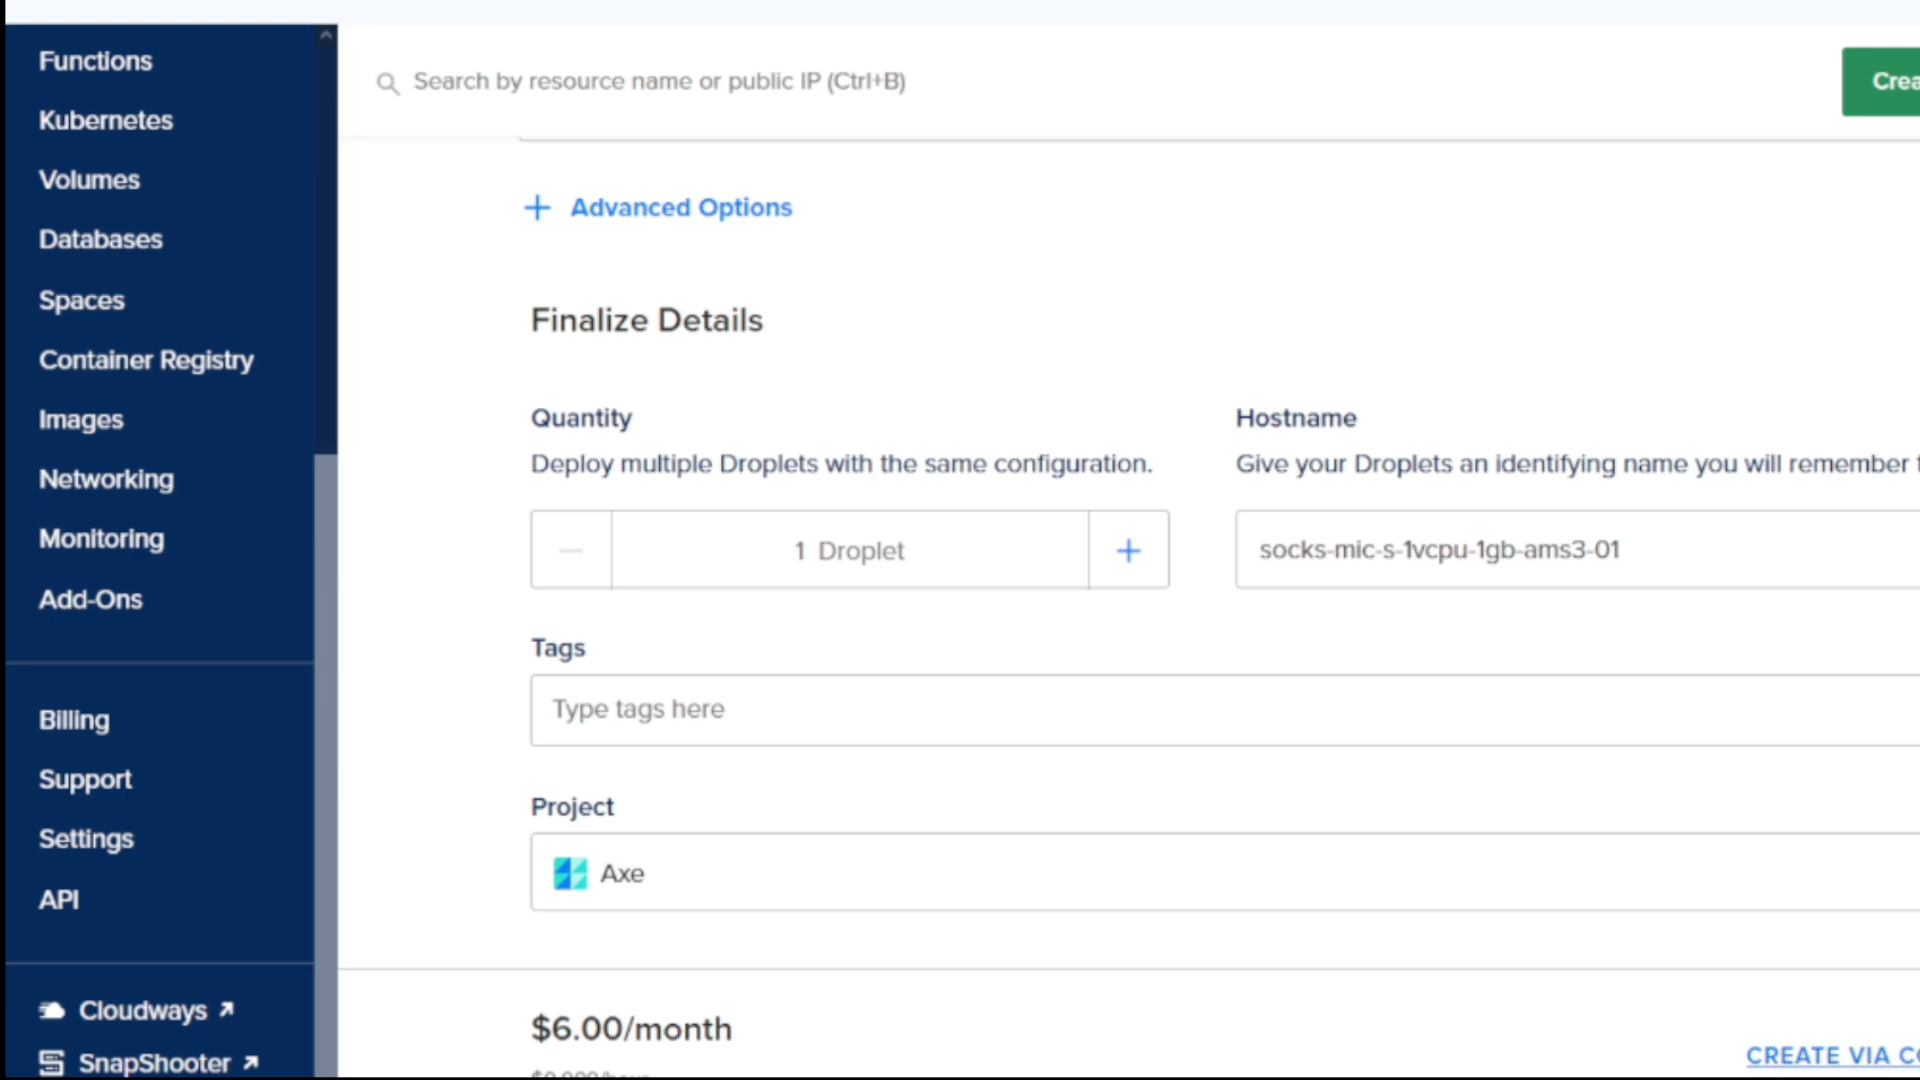 Functions
Kubernetes
Volumes
Databases
Spaces
Container Registry
Images
Networking
Monitoring
Add-Ons
Billing
Support
Settings
API
Cloudways
SnapShooter
Search by resource name or public IP (Ctrl+B)
Crea
Advanced Options
Finalize Details
Quantity
Deploy multiple Droplets with the same configuration.
1 Droplet
Hostname
Give your Droplets an identifying name you will remember
socks-mic-s-1vcpu-1gb-ams3-01
Tags
Type tags here
Project
Axe
$6.00/month
CREATE VIA CO